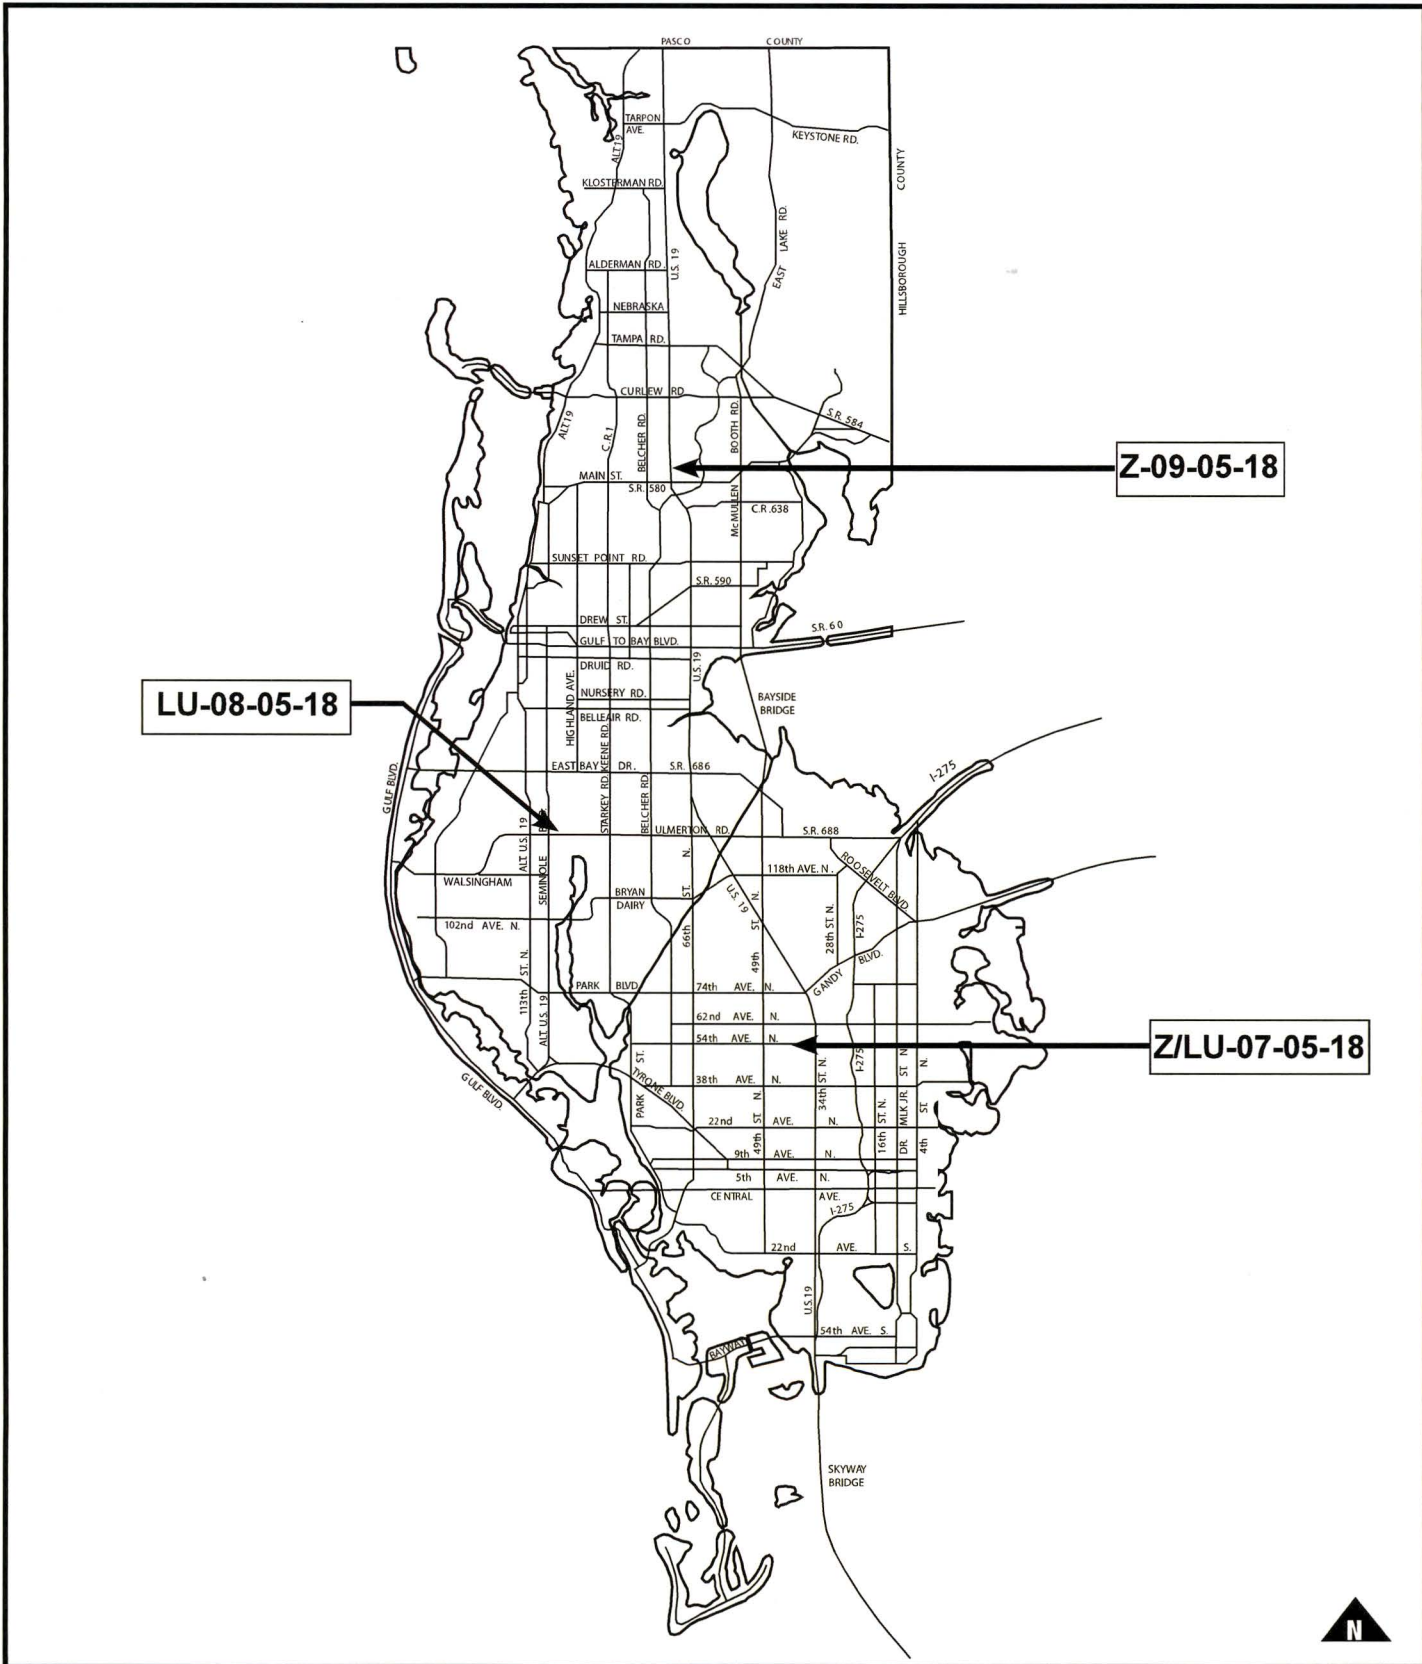 PASCO COUNTY
TARPON
AVE.
KEYSTONE RD.
ALT 19
KLOSTERMAN RD.
COUNTY
HILLSBOROUGH
EAST LAKE RD.
U.S. 19
ALDERMAN RD.
NEBRASKA
TAMPA RD.
CURLEW RD
S.R. 584
ALT 19
C.R.1
BELCHER RD.
McMULLEN BOOTH RD.
Z-09-05-18
MAIN ST.
S.R. 580
C.R.638
SUNSET POINT RD.
S.R. 590
DREW ST.
S.R. 60
GULF TO BAY BLVD.
DRUID RD.
U.S. 19
LU-08-05-18
HIGHLAND AVE.
NURSERY RD.
BAYSIDE
BRIDGE
BELLEAIR RD.
GULF BLVD.
EAST BAY DR. S.R. 686
I-275
STARKEY RD.
KEENE RD.
BELCHER RD.
ALT U.S. 19
ULMERTON RD.
S.R. 688
118th AVE. N.
ROOSEVELT BLVD.
WALSINGHAM
SEMINOLE
BRYAN
DAIRY
U.S. 19
102nd AVE. N.
66th ST. N.
49th ST. N.
28th ST. N.
I-275
GANDY BLVD.
113th ST. N.
PARK BLVD.
74th AVE. N.
ALT U.S. 19
62nd AVE. N.
54th AVE. N.
Z/LU-07-05-18
GULF BLVD.
PARK ST.
TYRONE BLVD.
38th AVE. N.
34th ST. N.
I-275
22nd AVE. N.
49th ST. N.
16th ST. N.
DR. MLK JR. ST. N
4th ST. N.
9th AVE. N.
5th AVE. N.
CENTRAL AVE.
I-275
22nd AVE. S.
U.S.19
54th AVE. S.
BAYWAY
SKYWAY
BRIDGE
N